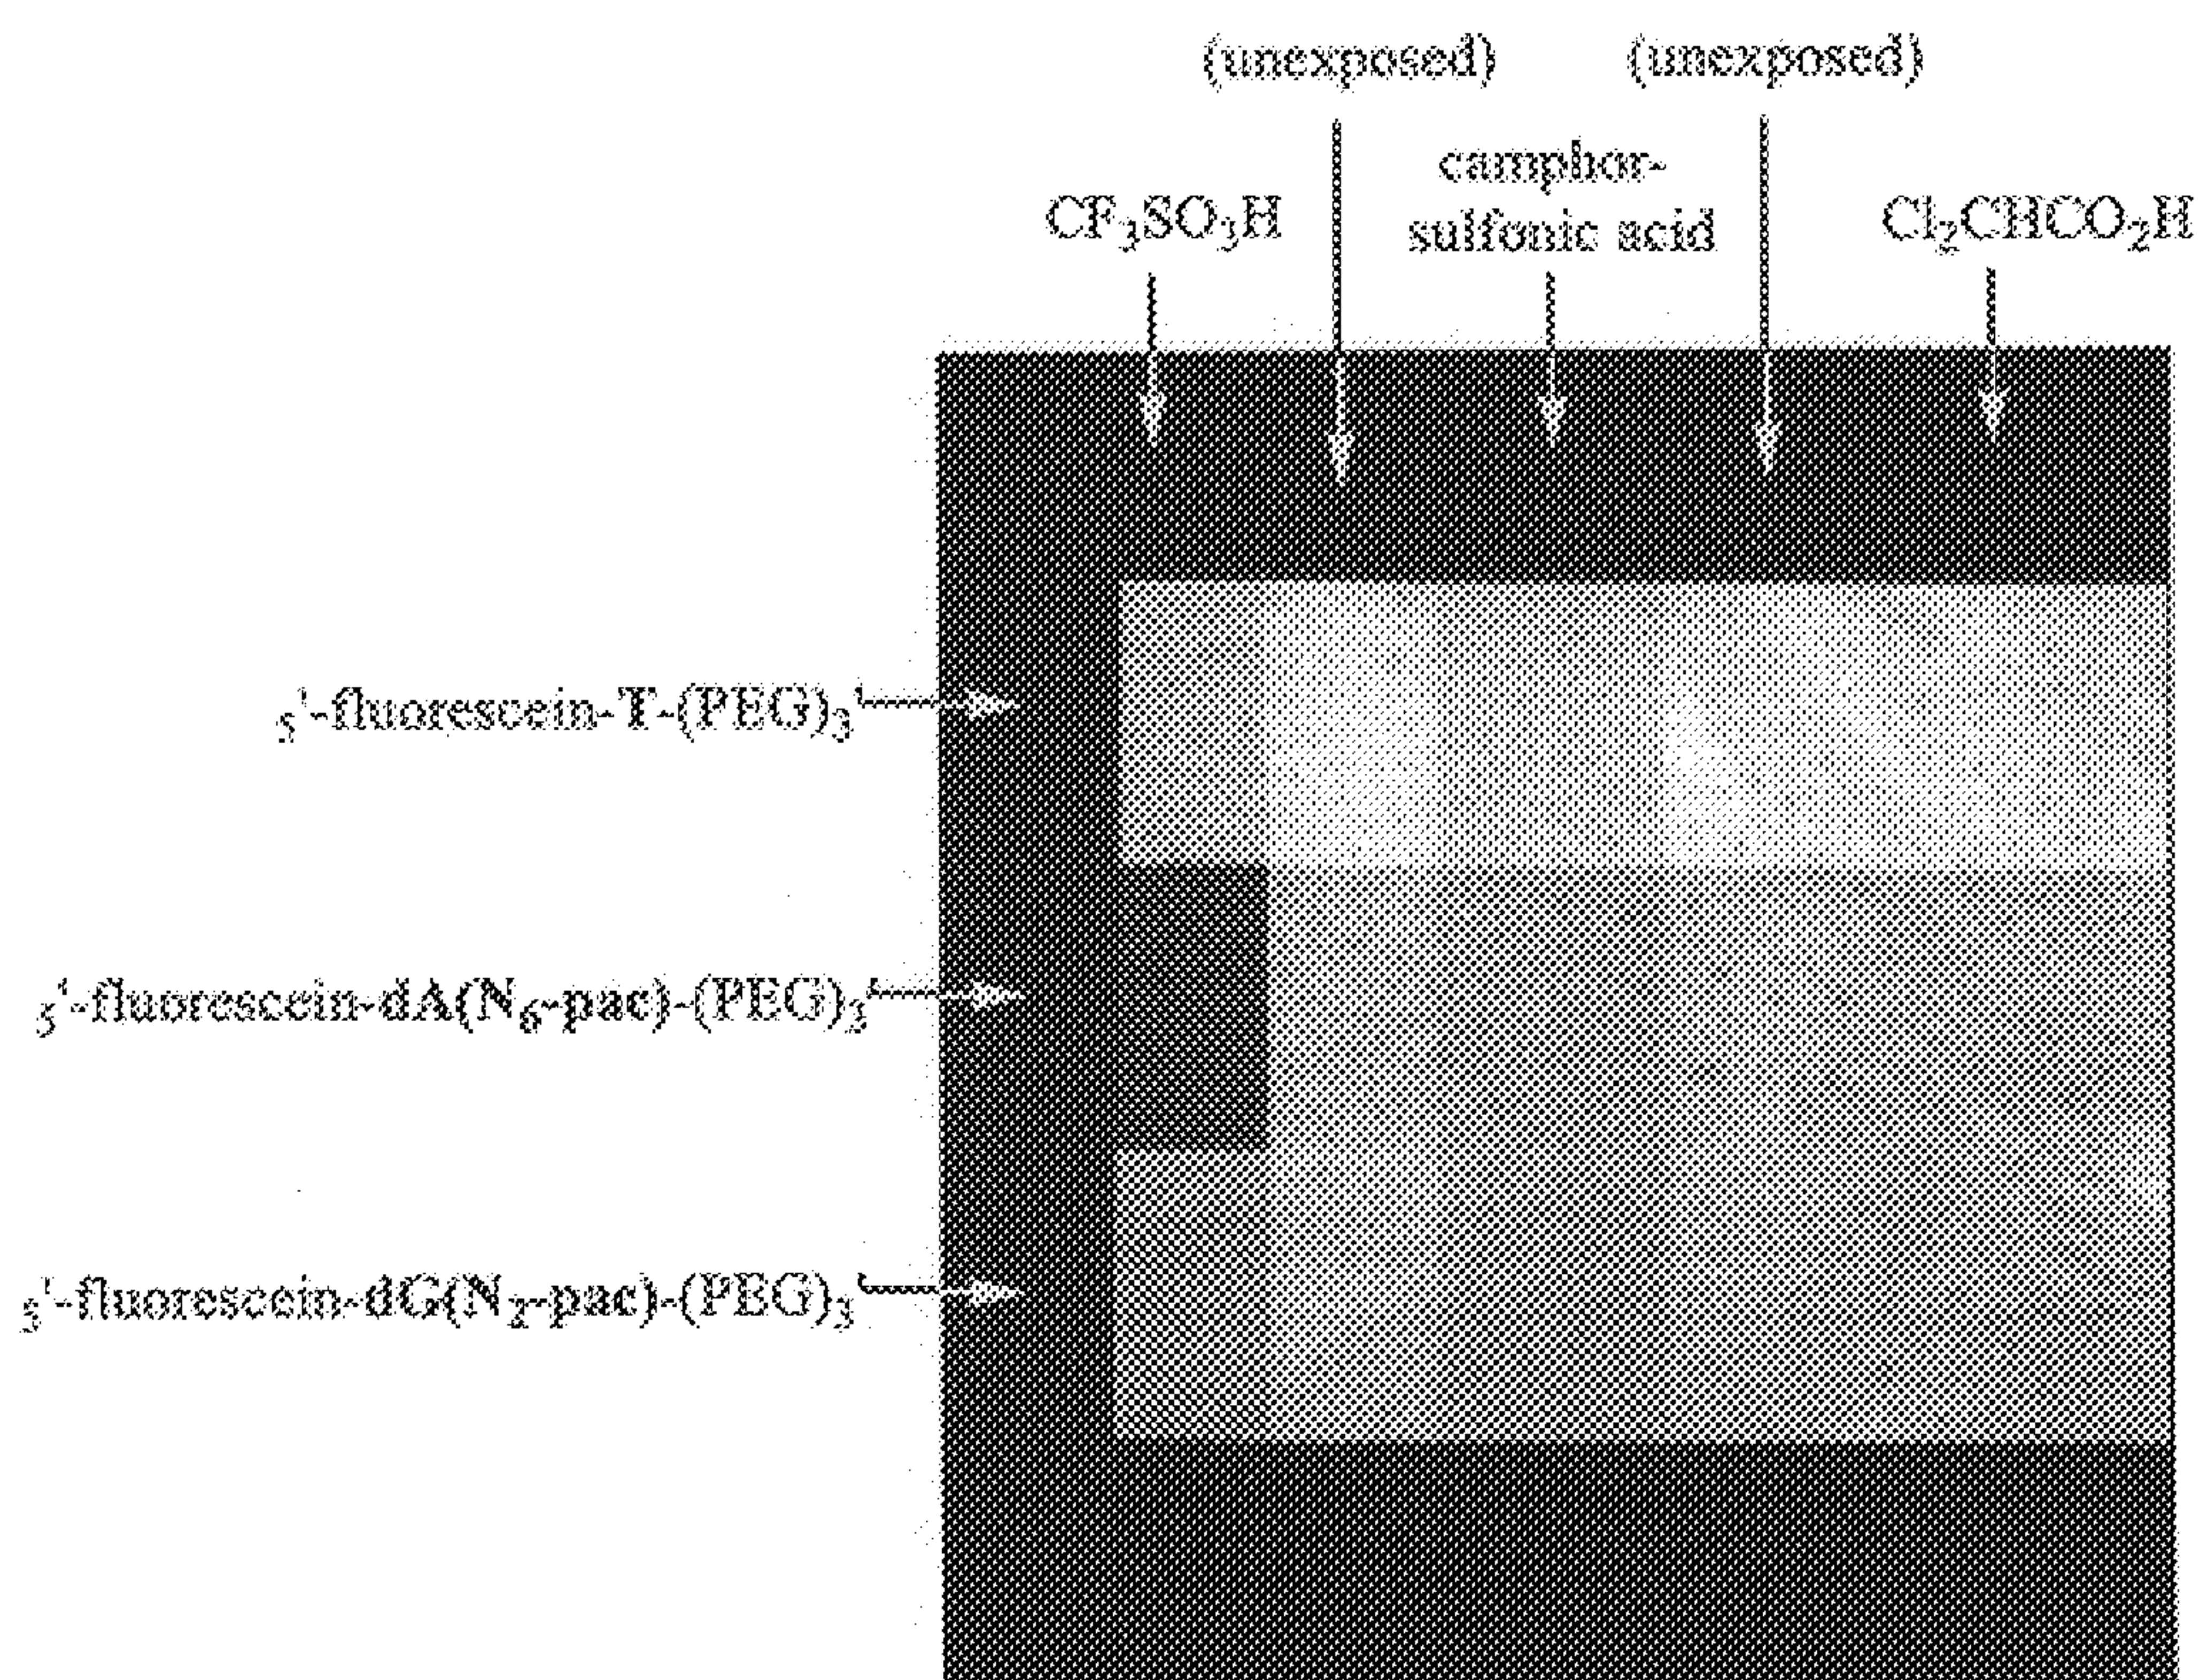 (unexposed) (unexposed)
camphor-
CF₃SO₃H sulfonic acid Cl₂CHCO₂H
5'-fluorescein-T-(PEG)₃
5'-fluorescein-dA(N₆-pac)-(PEG)₃
5'-fluorescein-dG(N₂-pac)-(PEG)₃